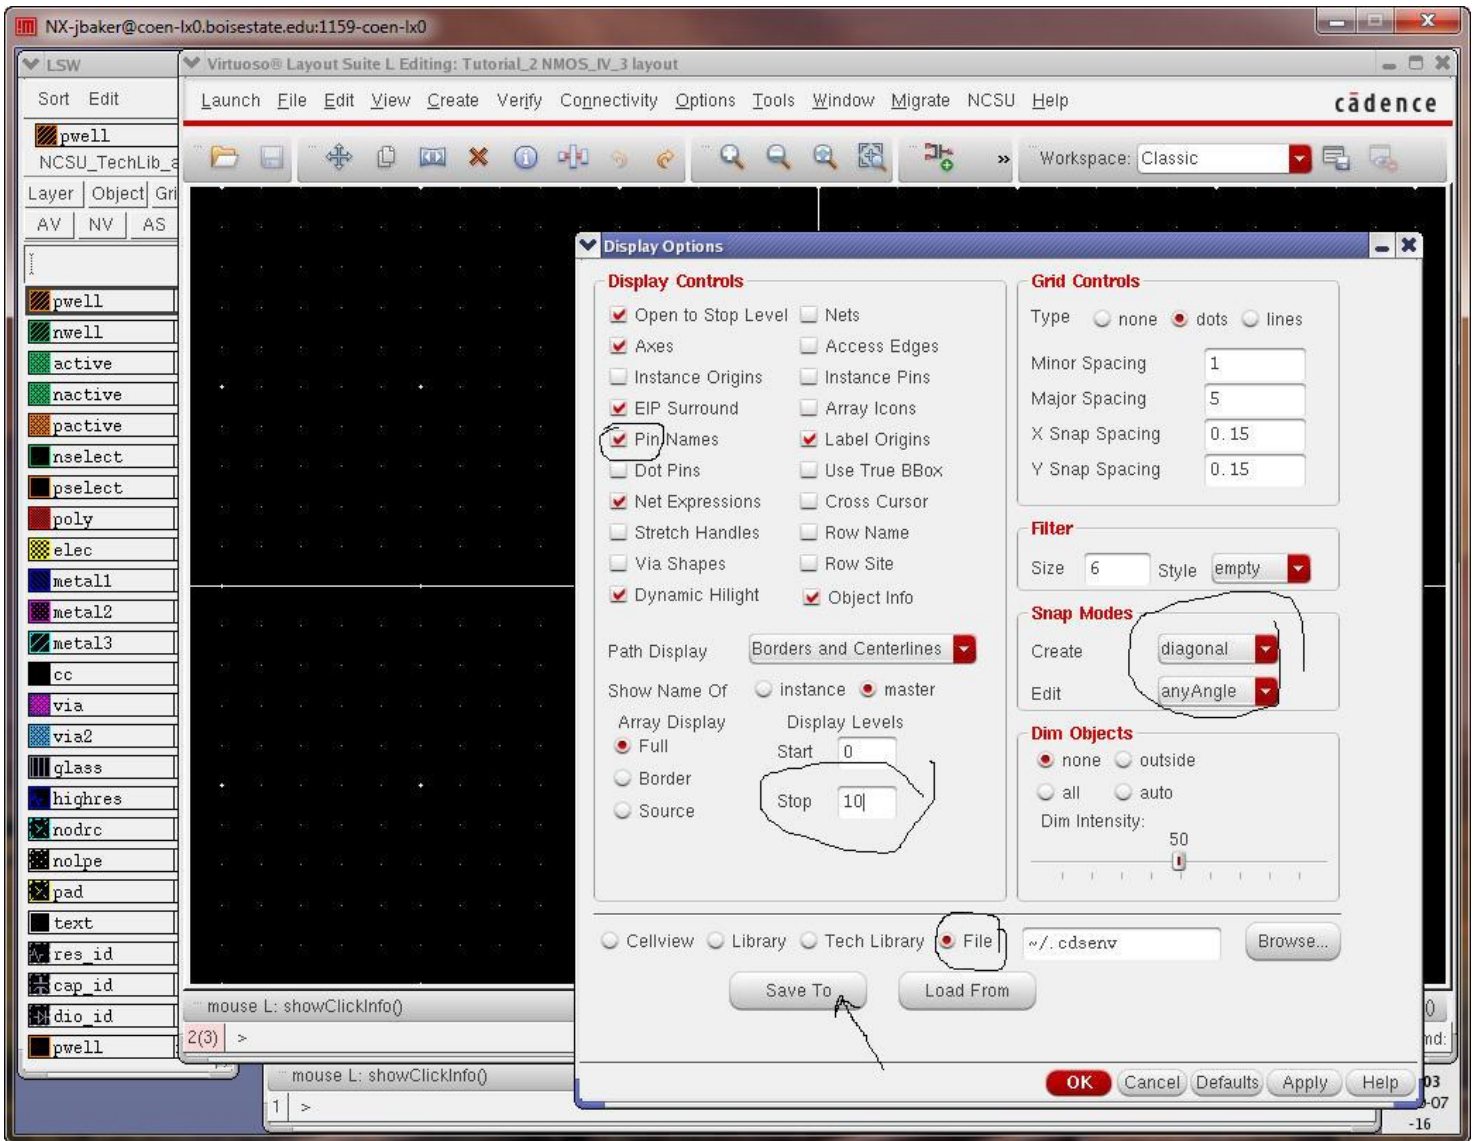 NX-jbaker@coen-lx0.boisestate.edu:1159-coen-lx0
LSW
Sort Edit
pwell
NCSU_TechLib_a
Layer Object Gri
AV NV AS
pwell
nwell
active
nactive
pactive
nselect
pselect
poly
elec
metal1
metal2
metal3
cc
via
via2
glass
highres
nodrc
nolpe
pad
text
res_id
cap_id
dio_id
pwell
Virtuoso® Layout Suite L Editing: Tutorial_2 NMOS_IV_3 layout
Launch File Edit View Create Verify Connectivity Options Tools Window Migrate NCSU Help
cādence
» Workspace: Classic
Display Options
Display Controls
Open to Stop Level Nets
Axes Access Edges
Instance Origins Instance Pins
EIP Surround Array Icons
Pin Names Label Origins
Dot Pins Use True BBox
Net Expressions Cross Cursor
Stretch Handles Row Name
Via Shapes Row Site
Dynamic Hilight Object Info
Path Display Borders and Centerlines
Show Name Of instance master
Array Display Display Levels
Full Start 0
Border
Stop 10
Source
Grid Controls
Type none dots lines
Minor Spacing 1
Major Spacing 5
X Snap Spacing 0.15
Y Snap Spacing 0.15
Filter
Size 6 Style empty
Snap Modes
Create diagonal
Edit anyAngle
Dim Objects
none outside
all auto
Dim Intensity:
50
Cellview Library Tech Library File ~/.cdsenv Browse...
Save To Load From
OK Cancel Defaults Apply Help
mouse L: showClickInfo()
2(3) >
mouse L: showClickInfo()
1 >
md:
03
-07
-16